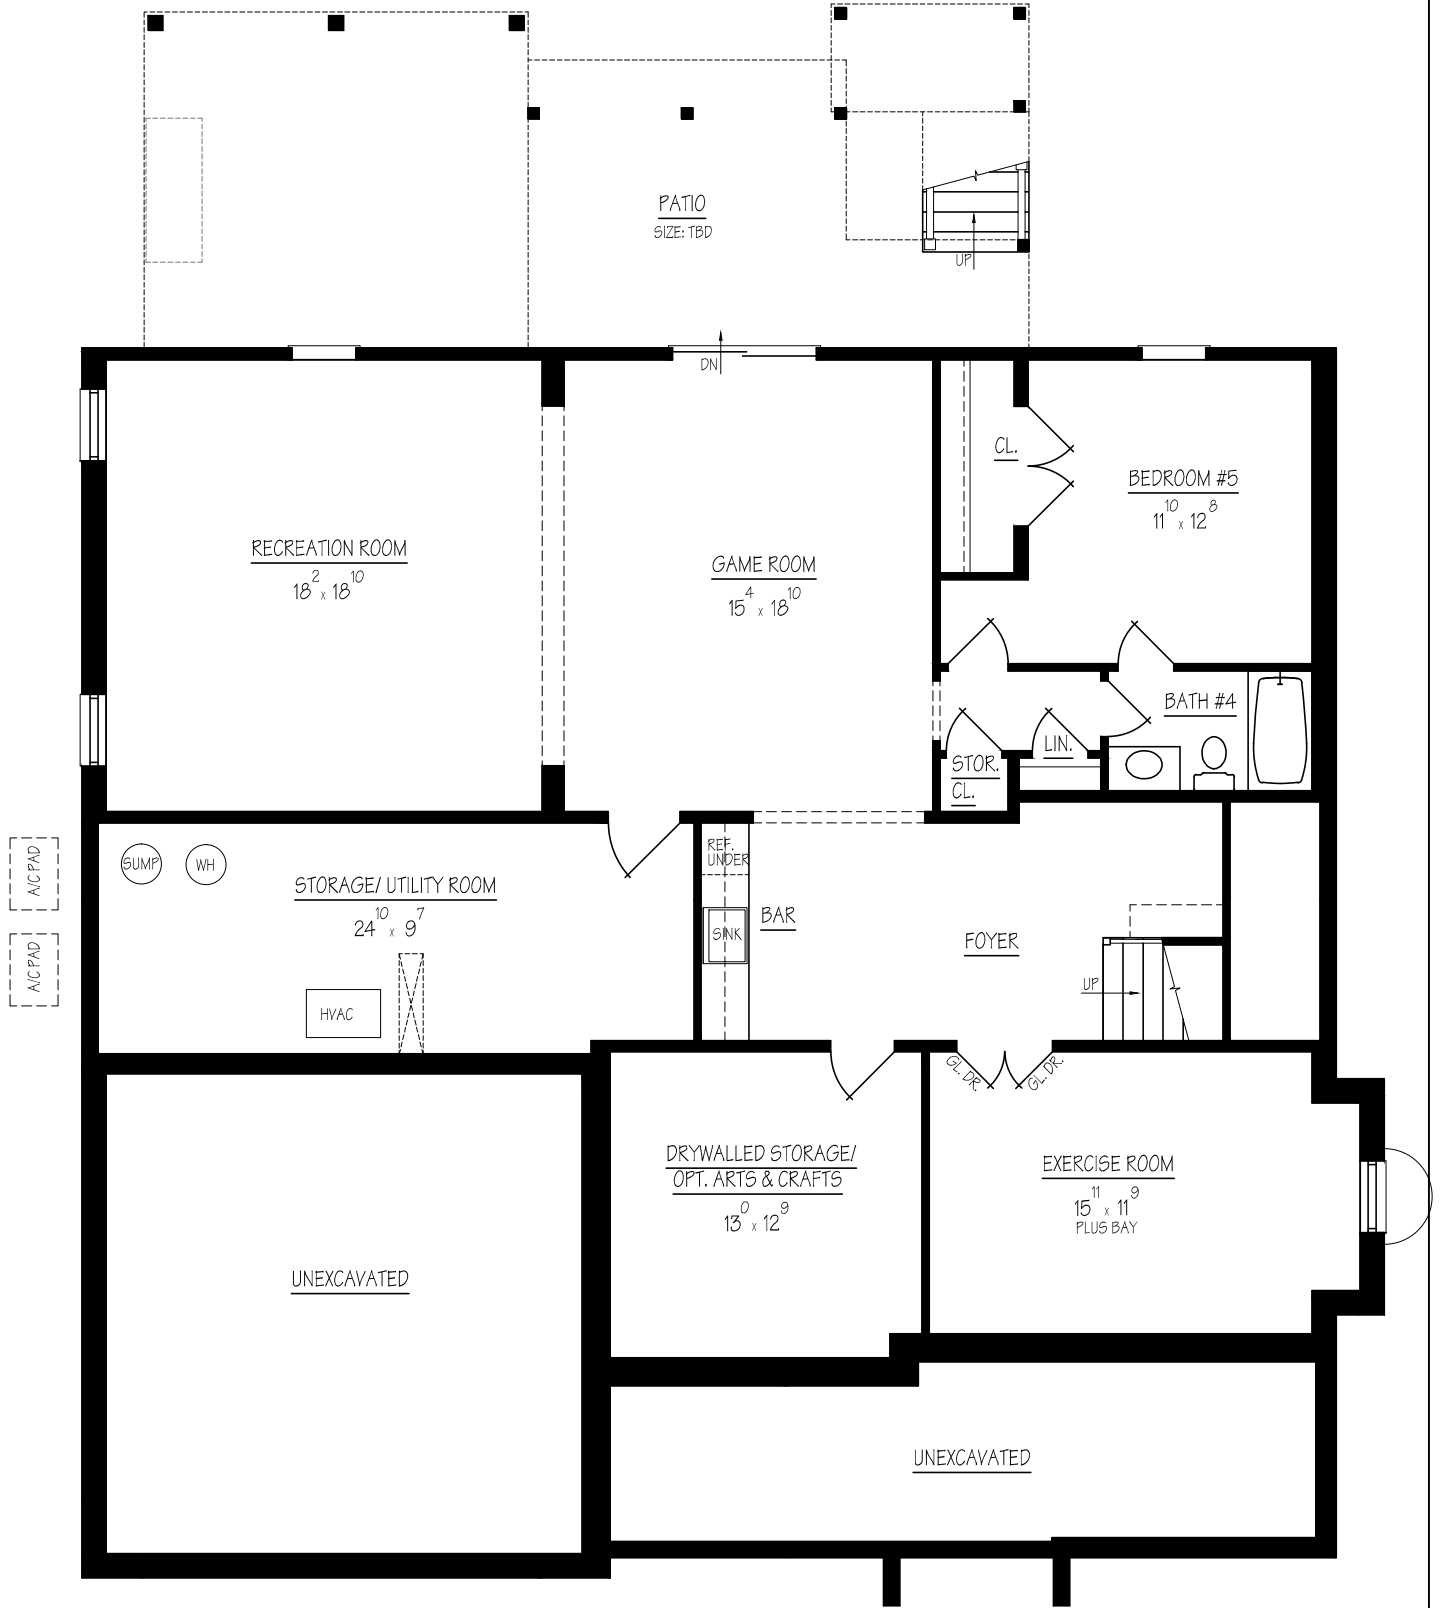 PATIO
SIZE: TBD
UP
DN
CL.
BEDROOM #5
11 10 x 12 8
RECREATION ROOM
18 2 x 18 10
GAME ROOM
15 4 x 18 10
BATH #4
LIN.
STOR.
CL.
A/C PAD
A/C PAD
SUMP
WH
STORAGE/ UTILITY ROOM
24 10 x 9 7
HVAC
REF.
UNDER
BAR
SINK
FOYER
UP
GL. DR.
GL. DR.
DRYWALLED STORAGE/
OPT. ARTS & CRAFTS
13 0 x 12 9
EXERCISE ROOM
15 11 x 11 9
PLUS BAY
UNEXCAVATED
UNEXCAVATED